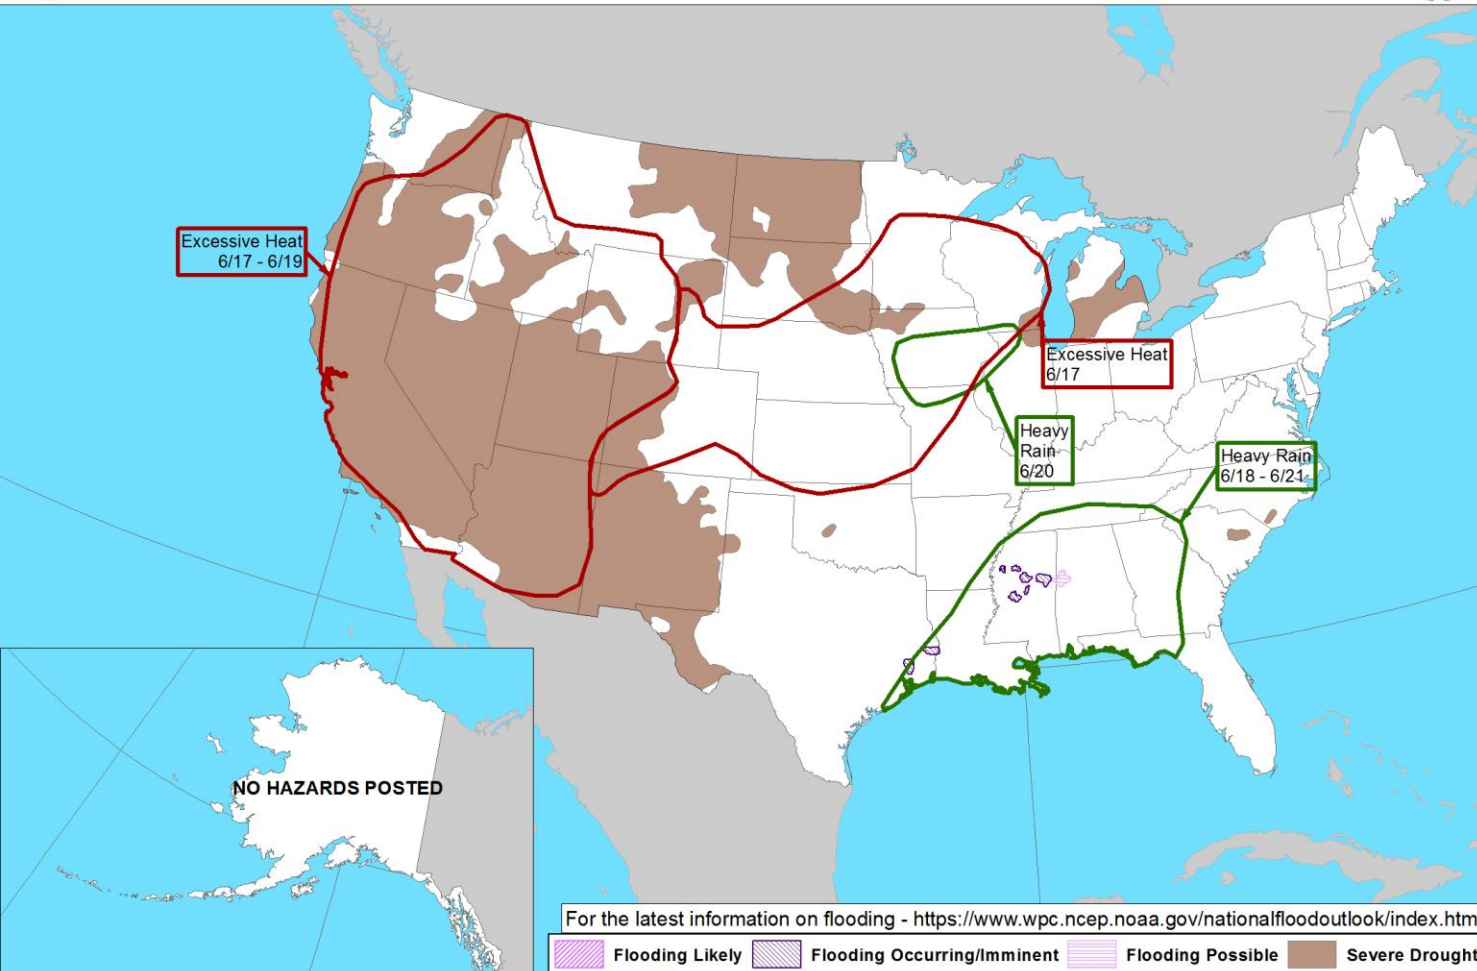 Excessive Heat
6/17 - 6/19
Excessive Heat
6/17
Heavy
Rain
6/20
Heavy Rain
6/18 - 6/21
NO HAZARDS POSTED
For the latest information on flooding - https://www.wpc.ncep.noaa.gov/nationalfloodoutlook/index.htm
Flooding Likely
Flooding Occurring/Imminent
Flooding Possible
Severe Drought